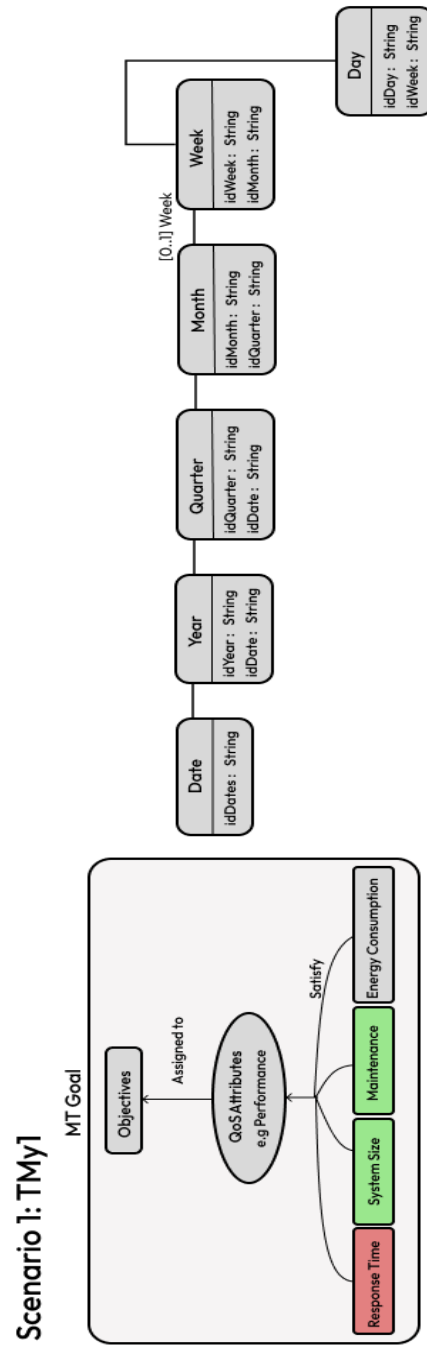 Scenario 1: TMy1
MT Goal
Objectives
Assigned to
QoS Attributes
e.g Performance
Satisfy
Response Time
System Size
Maintenance
Energy Consumption
Date
idDates : String
Year
idYear : String
idDate : String
Quarter
idQuarter : String
idDate : String
Month
idMonth : String
idQuarter : String
[0..1] Week
Week
idWeek : String
idMonth : String
Day
idDay : String
idWeek : String